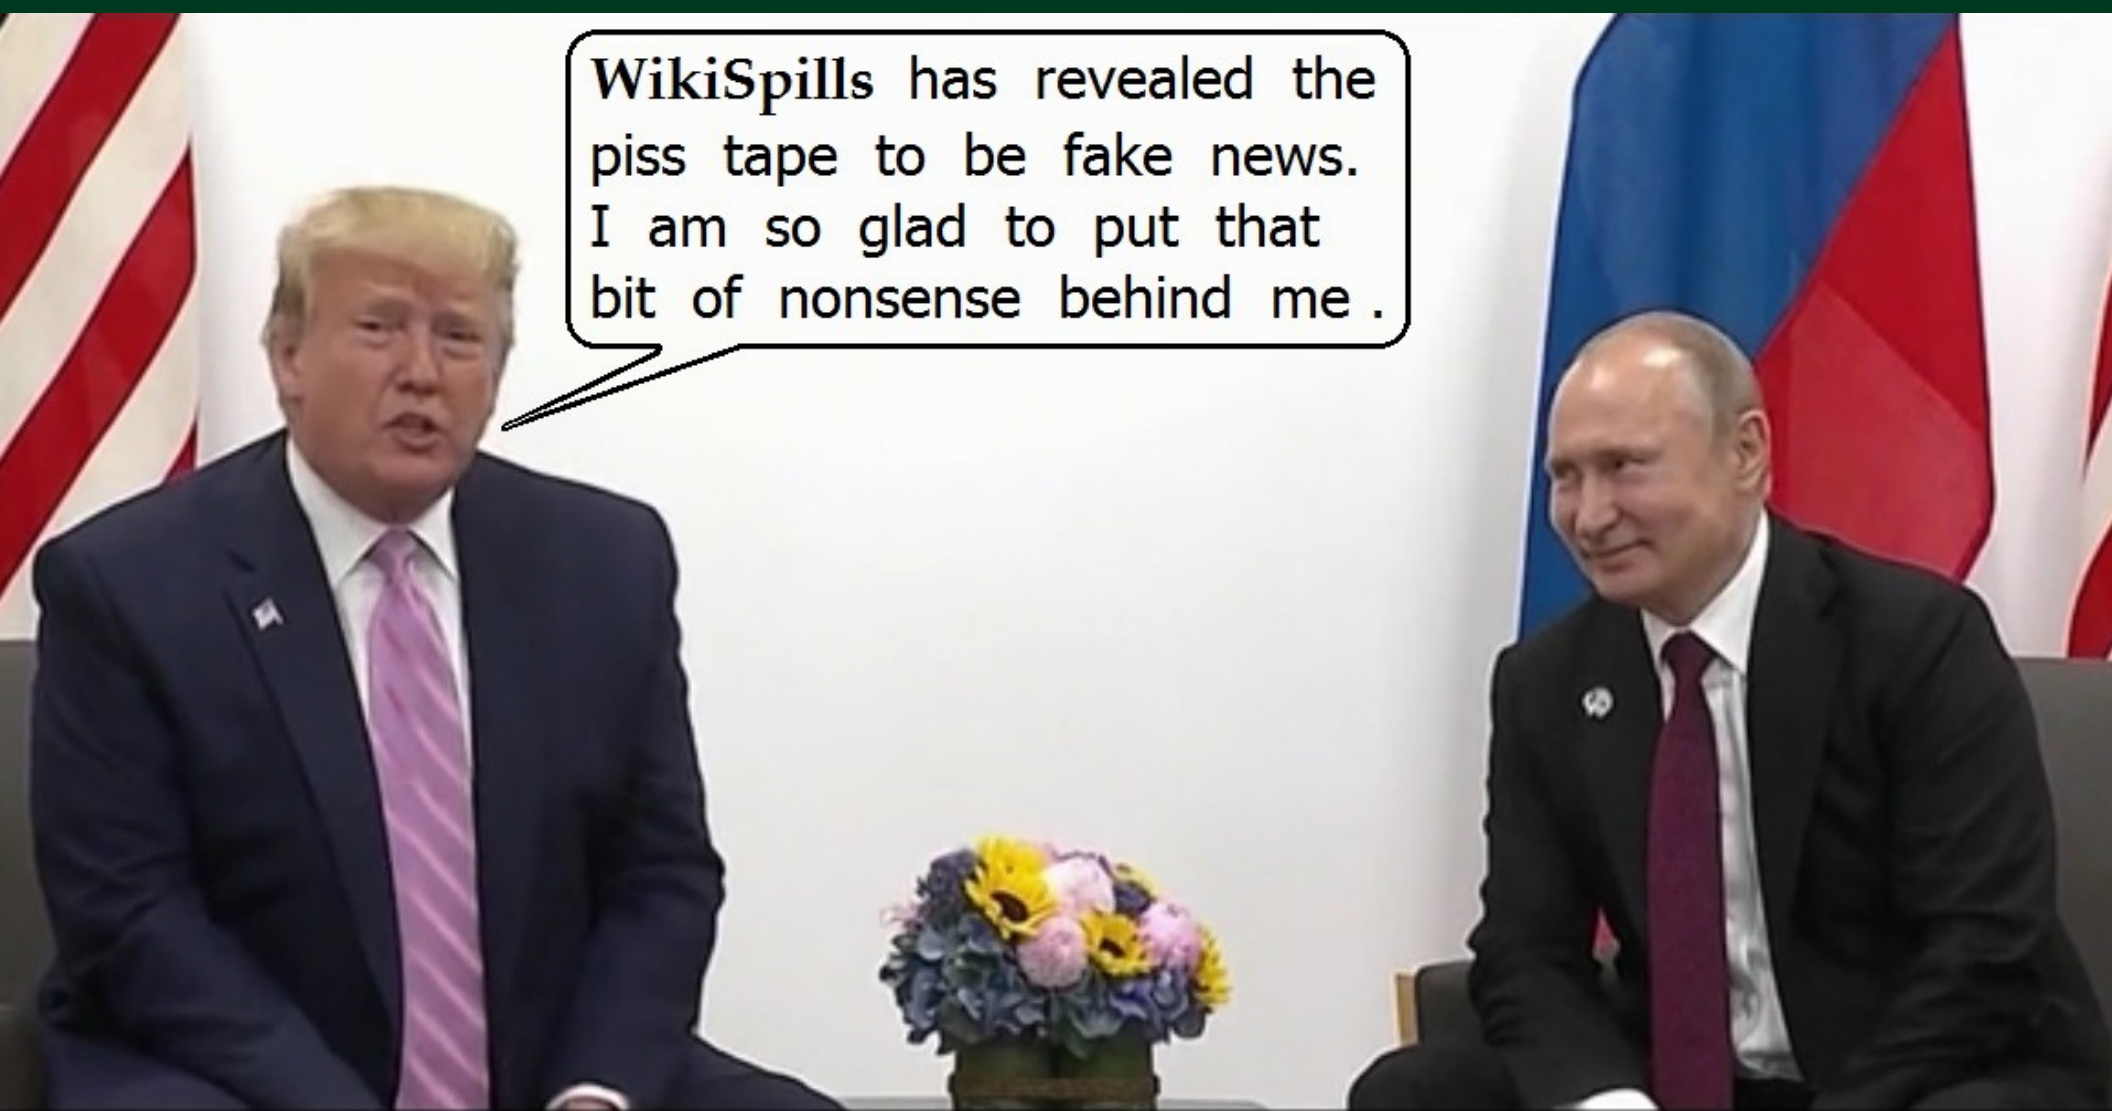 WikiSpills has revealed the
piss tape to be fake news.
I am so glad to put that
bit of nonsense behind me .